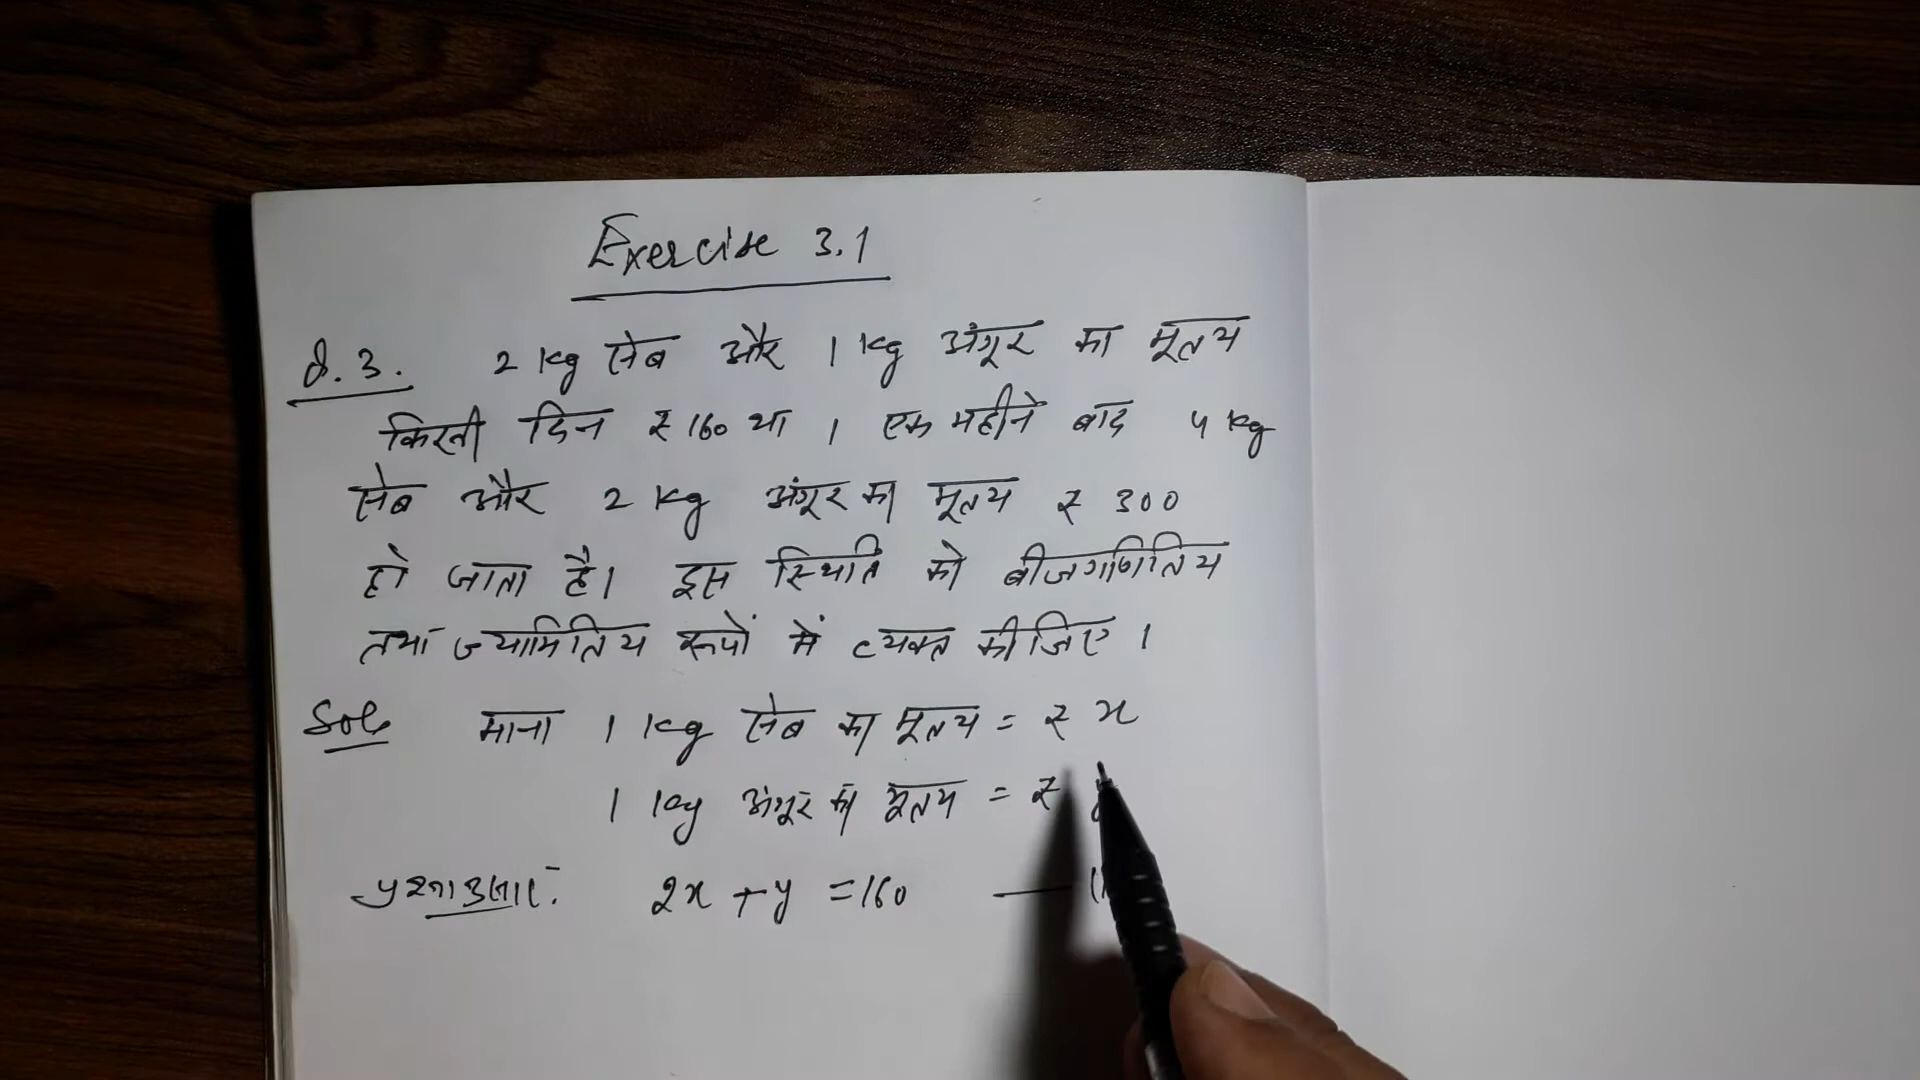 Exercise 3.1
Q.3. 2 kg सेब और 1 kg अंगूर का मूल्य
किसी दिन ₹ 160 था । एक महीने बाद 4 kg
सेब और 2 kg अंगूर का मूल्य ₹ 300
हो जाता है। इस स्थिति को बीजगणितिय
तथा ज्यामितिय रूपों में व्यक्त कीजिए ।
Sol माना 1 kg सेब का मूल्य = ₹ x
1 kg अंगूर का मूल्य = ₹
प्रश्नानुसार: 2x + y = 160